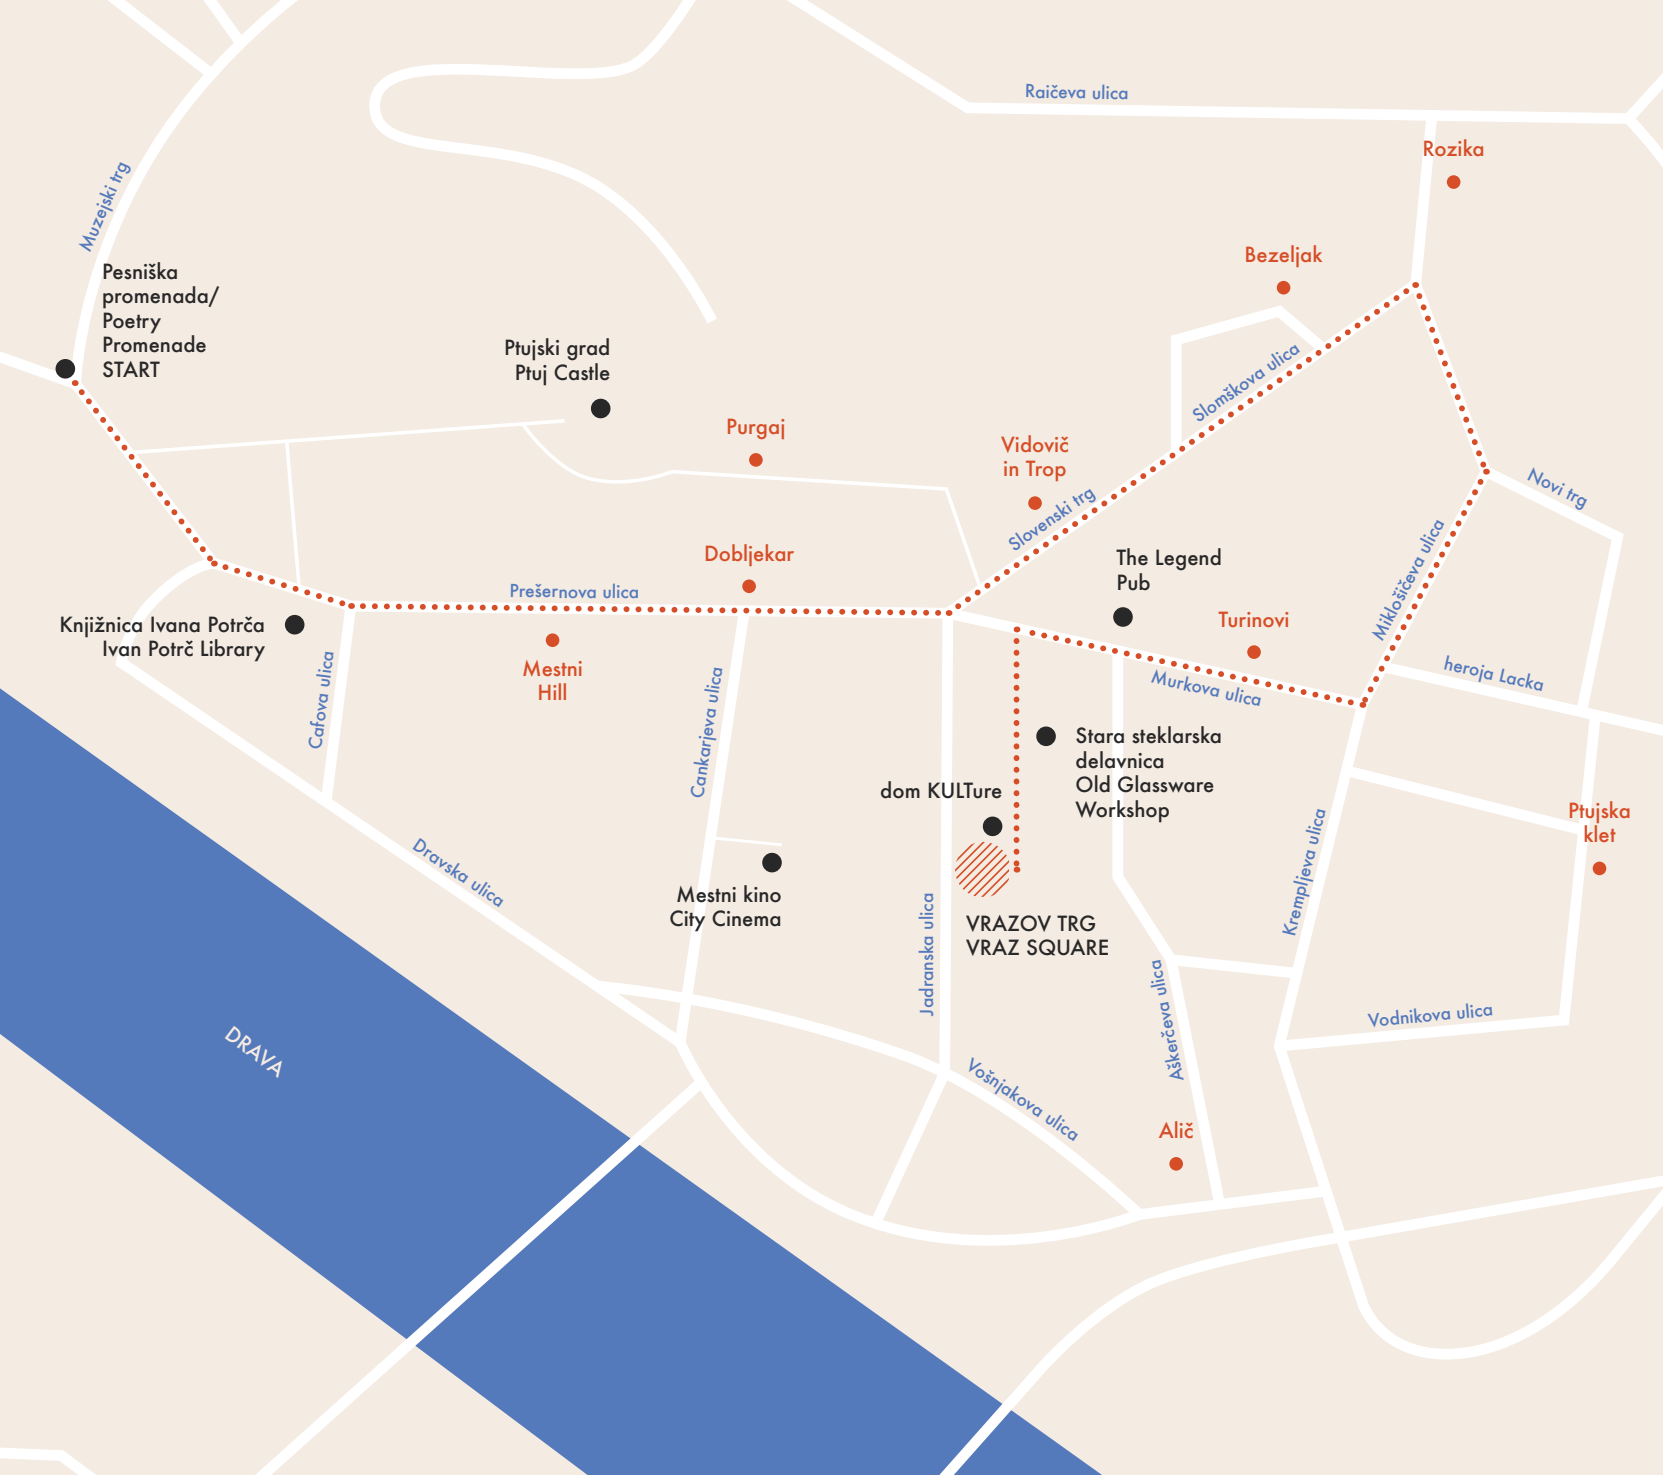 Raičeva ulica
Rozika
Muzejski trg
Bezeljak
Pesniška
promenada/
Poetry
Promenade
START
Ptujski grad
Ptuj Castle
Slomškova ulica
Purgaj
Vidovič
in Trop
Novi trg
Slovenski trg
Miklošičeva ulica
Dobljekar
The Legend
Pub
Prešernova ulica
Turinovi
Knjižnica Ivana Potrča
Ivan Potrč Library
Mestni
Hill
Cafova ulica
Cankarjeva ulica
Murkova ulica
heroja Lacka
Stara steklarska
delavnica
Old Glassware
Workshop
dom KULTure
Ptujska
klet
Krempljeva ulica
Dravska ulica
Mestni kino
City Cinema
Jadranska ulica
VRAZOV TRG
VRAZ SQUARE
Aškerčeva ulica
Vodnikova ulica
DRAVA
Vošnjakova ulica
Alič